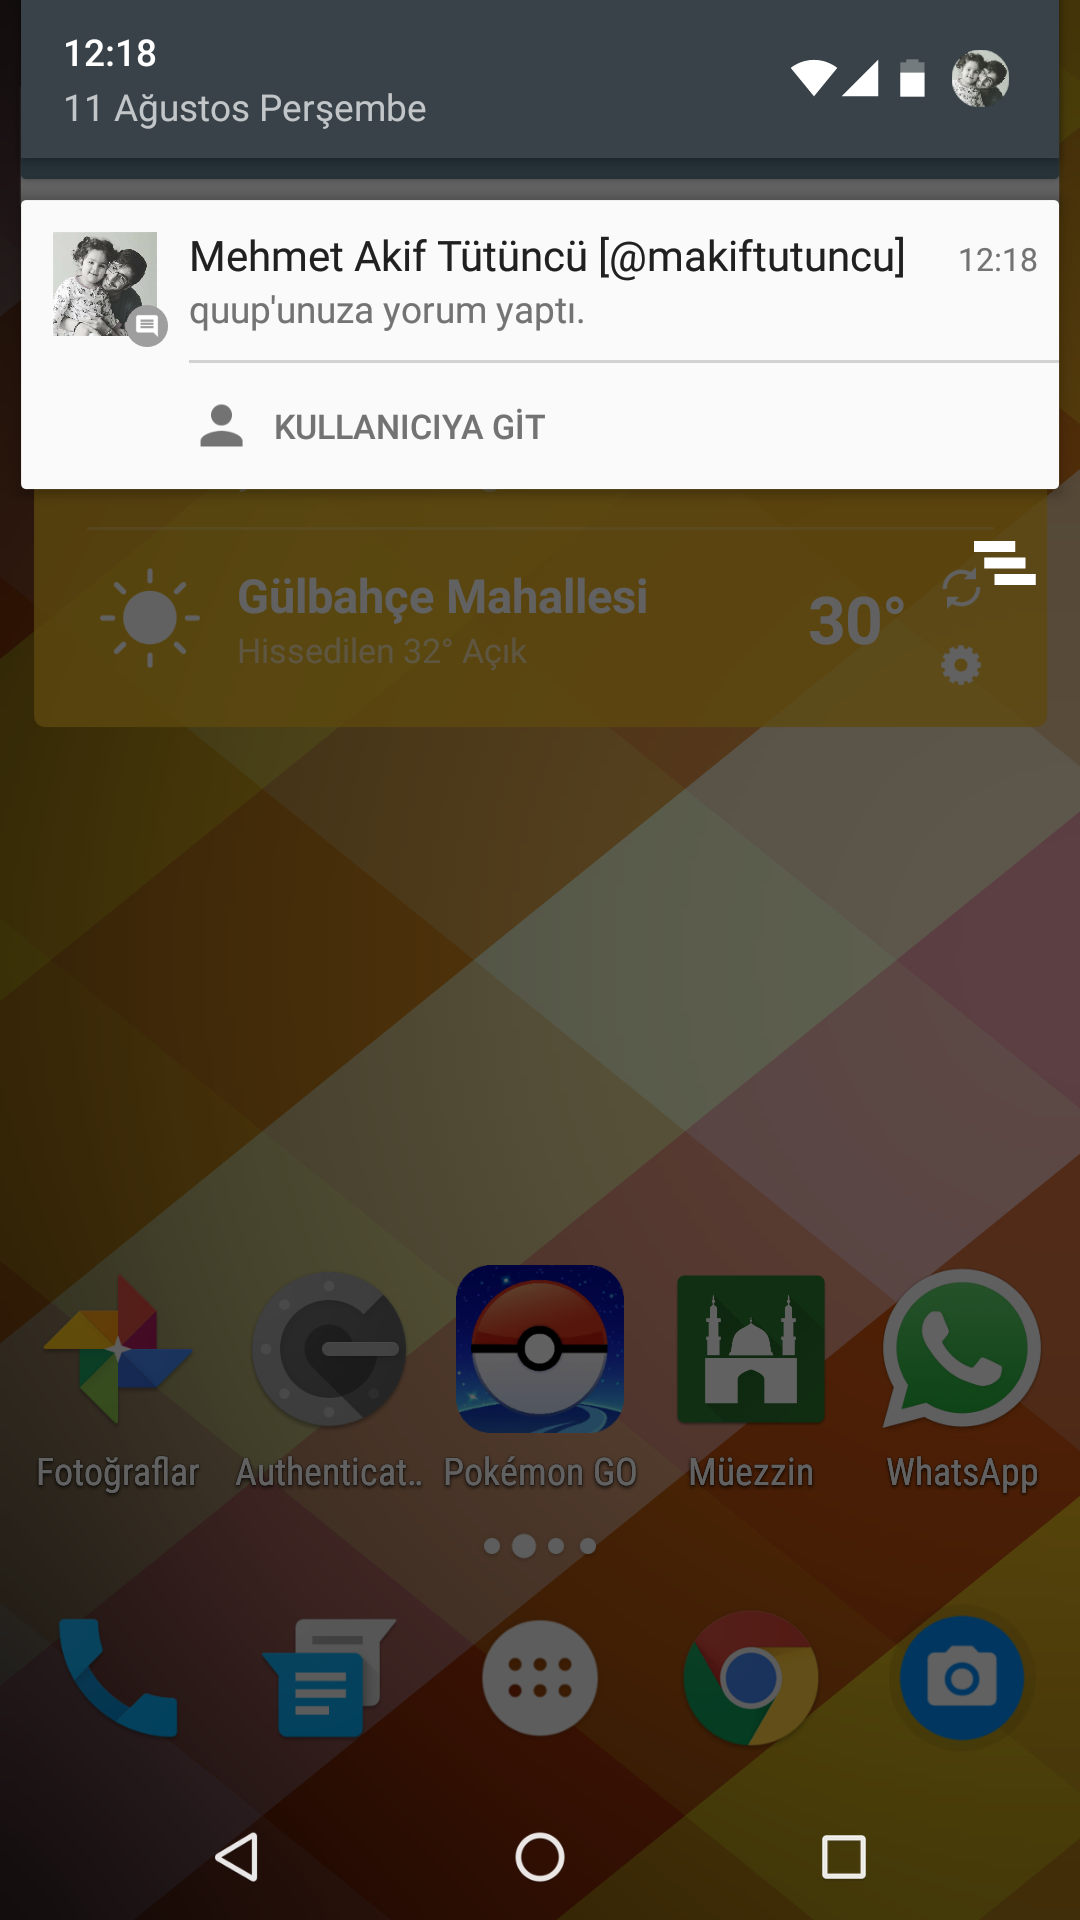 12:18
11 Ağustos Perşembe
Mehmet Akif Tütüncü [@makiftutuncu] 12:18
quup'unuza yorum yaptı.
KULLANICIYA GİT
Gülbahçe Mahallesi 30°
Hissedilen 32° Açık
Fotoğraflar Authenticat.. Pokémon GO Müezzin WhatsApp